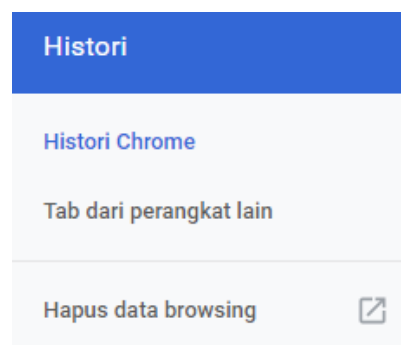 Histori
Histori Chrome
Tab dari perangkat lain
Hapus data browsing